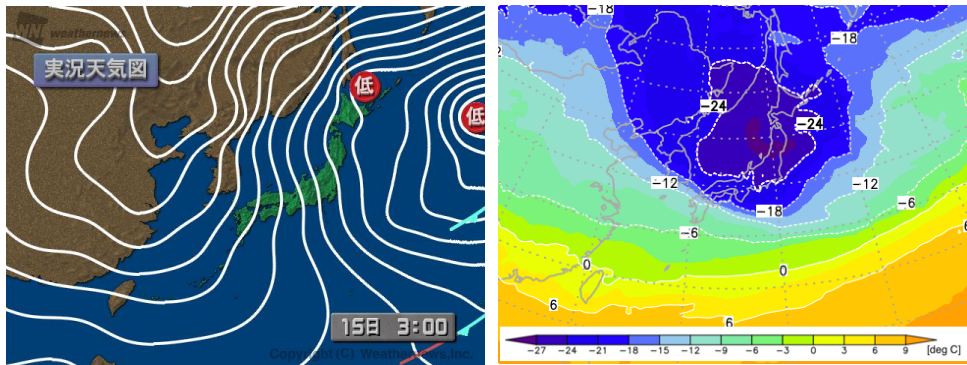 WN weathernews
実況天気図
低
低
15日 3:00
Copyright (C) Weathernews,Inc.
-18
-18
-24
-24
-12
-12
-18
-6
-6
0
0
6
6
6
-27 -24 -21 -18 -15 -12 -9 -6 -3 0 3 6 9 [deg C]